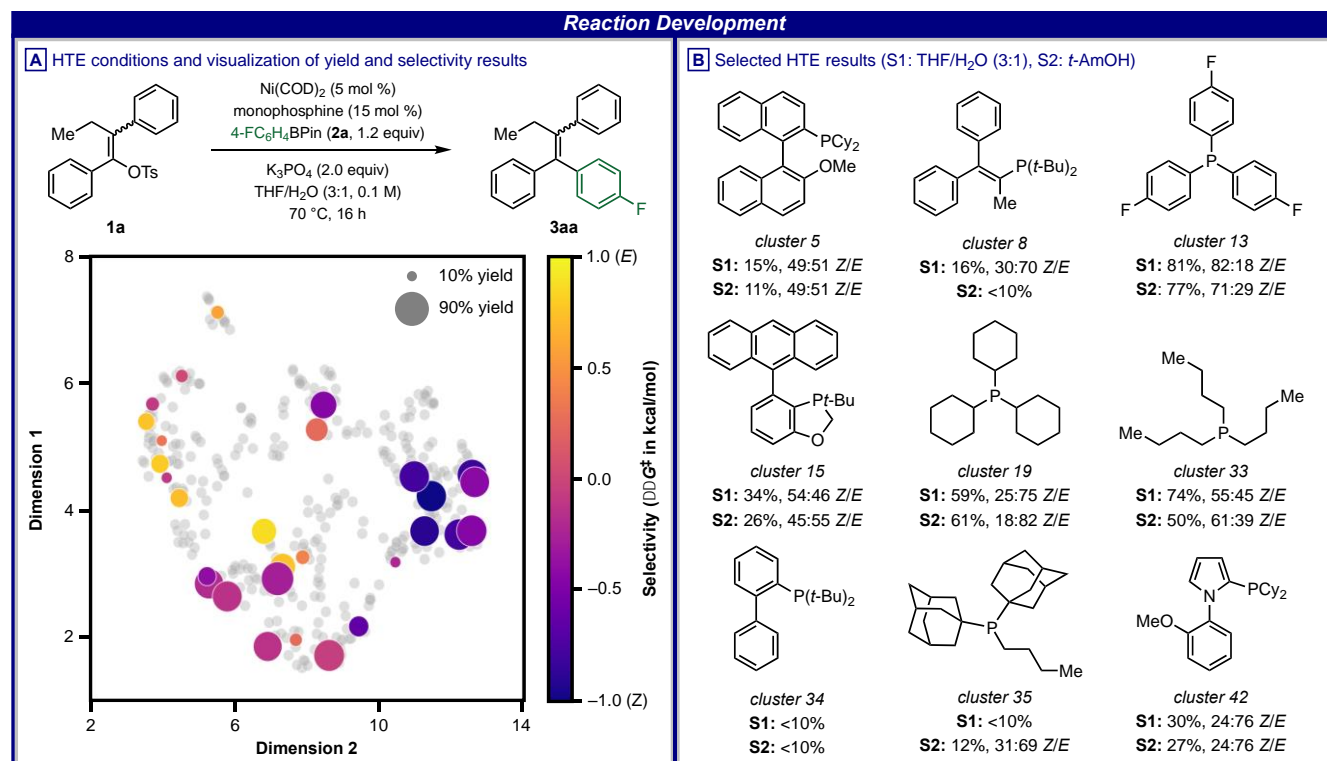 Reaction Development
A HTE conditions and visualization of yield and selectivity results
Me
OTs
1a
Ni(COD)₂ (5 mol %)
monophosphine (15 mol %)
4-FC₆H₄BPin (2a, 1.2 equiv)
K₃PO₄ (2.0 equiv)
THF/H₂O (3:1, 0.1 M)
70 °C, 16 h
Me
F
3aa
8
6
4
2
Dimension 1
2
6
10
14
Dimension 2
10% yield
90% yield
1.0 (E)
0.5
0.0
−0.5
−1.0 (Z)
Selectivity (DDG‡ in kcal/mol)
B Selected HTE results (S1: THF/H₂O (3:1), S2: t-AmOH)
PCy₂
OMe
cluster 5
S1: 15%, 49:51 Z/E
S2: 11%, 49:51 Z/E
P(t-Bu)₂
Me
cluster 8
S1: 16%, 30:70 Z/E
S2: <10%
F
P
F
F
cluster 13
S1: 81%, 82:18 Z/E
S2: 77%, 71:29 Z/E
Pt-Bu
O
cluster 15
S1: 34%, 54:46 Z/E
S2: 26%, 45:55 Z/E
P
cluster 19
S1: 59%, 25:75 Z/E
S2: 61%, 18:82 Z/E
Me
Me
P
Me
cluster 33
S1: 74%, 55:45 Z/E
S2: 50%, 61:39 Z/E
P(t-Bu)₂
cluster 34
S1: <10%
S2: <10%
P
Me
cluster 35
S1: <10%
S2: 12%, 31:69 Z/E
N
PCy₂
MeO
cluster 42
S1: 30%, 24:76 Z/E
S2: 27%, 24:76 Z/E